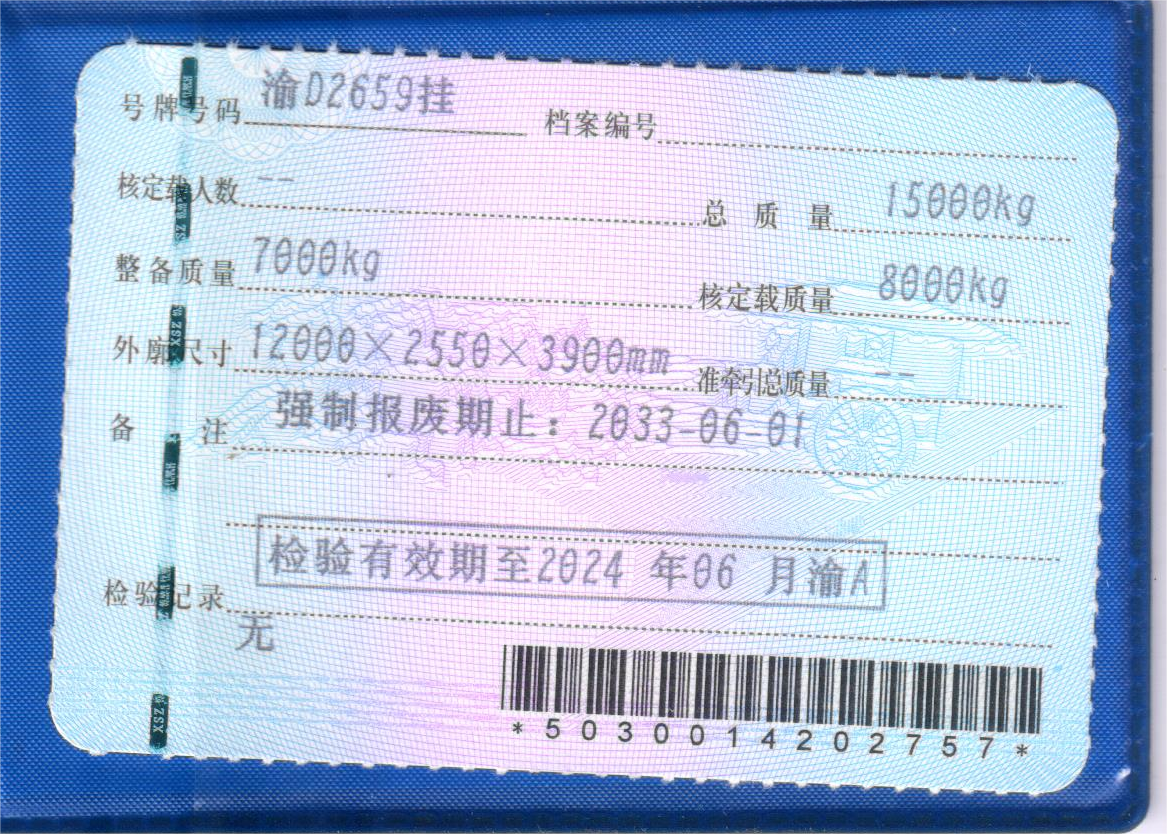 号牌号码 渝D2659挂 档案编号
核定载人数 -- 总质量 15000kg
整备质量 7000kg 核定载质量 8000kg
外廓尺寸 12000×2550×3900mm 准牵引总质量 --
备注 强制报废期止：2033-06-01
检验有效期至2024 年06 月渝A
检验记录
无
*5030014202757*